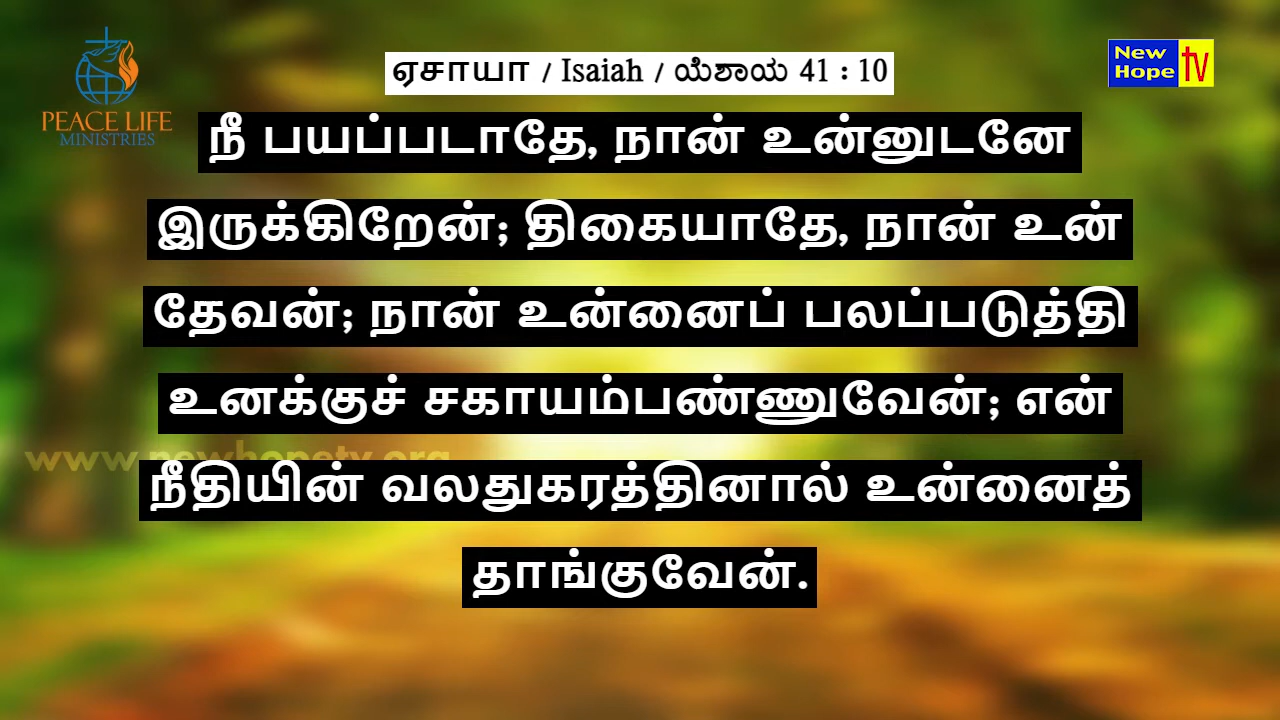 PEACE LIFE
MINISTRIES
ஏசாயா / Isaiah / ಯೆಶಾಯ 41 : 10
New
Hope tv
நீ பயப்படாதே, நான் உன்னுடனே
இருக்கிறேன்; திகையாதே, நான் உன்
தேவன்; நான் உன்னைப் பலப்படுத்தி
உனக்குச் சகாயம்பண்ணுவேன்; என்
www.newhopetv.org
நீதியின் வலதுகரத்தினால் உன்னைத்
தாங்குவேன்.